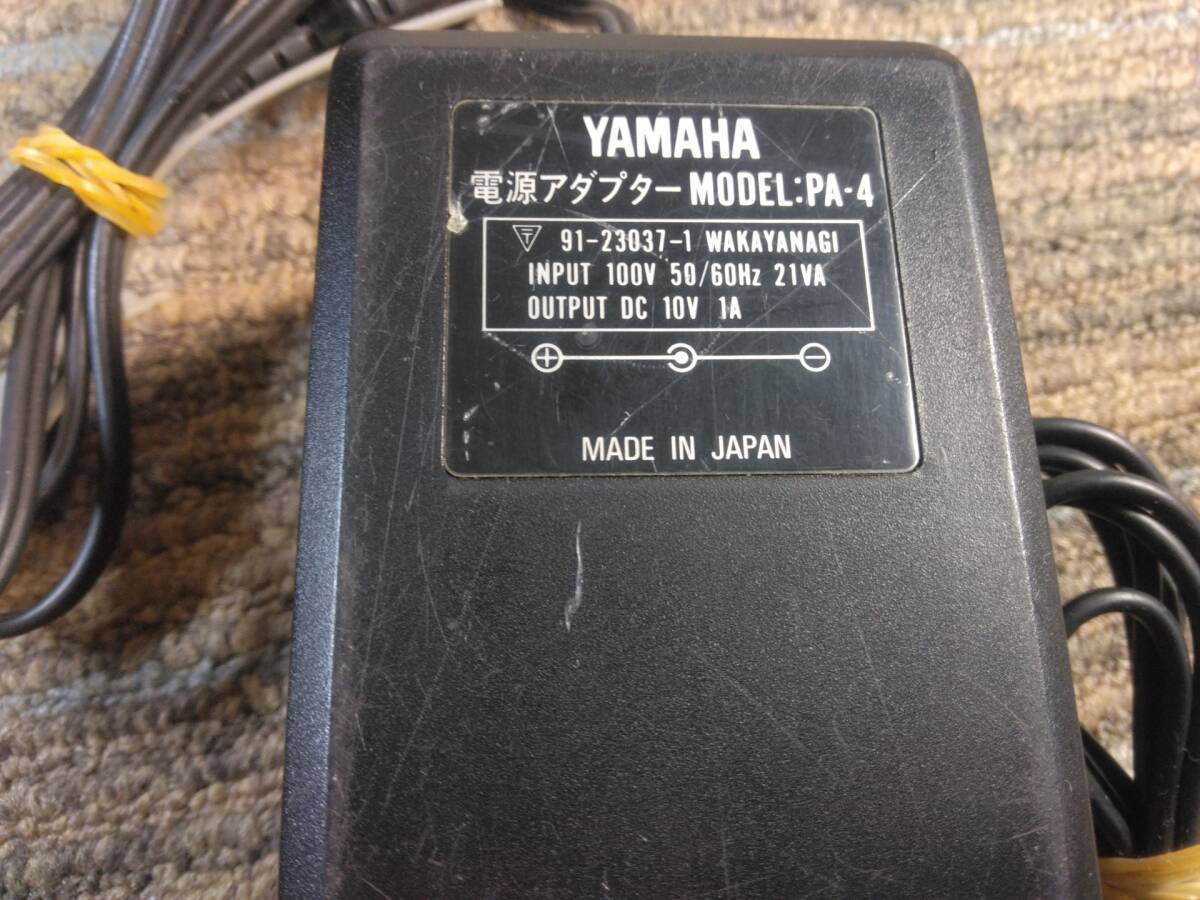 YAMAHA
電源アダプター MODEL:PA-4
〒 91-23037-1 WAKAYANAGI
INPUT 100V 50/60Hz 21VA
OUTPUT DC 10V 1A
MADE IN JAPAN